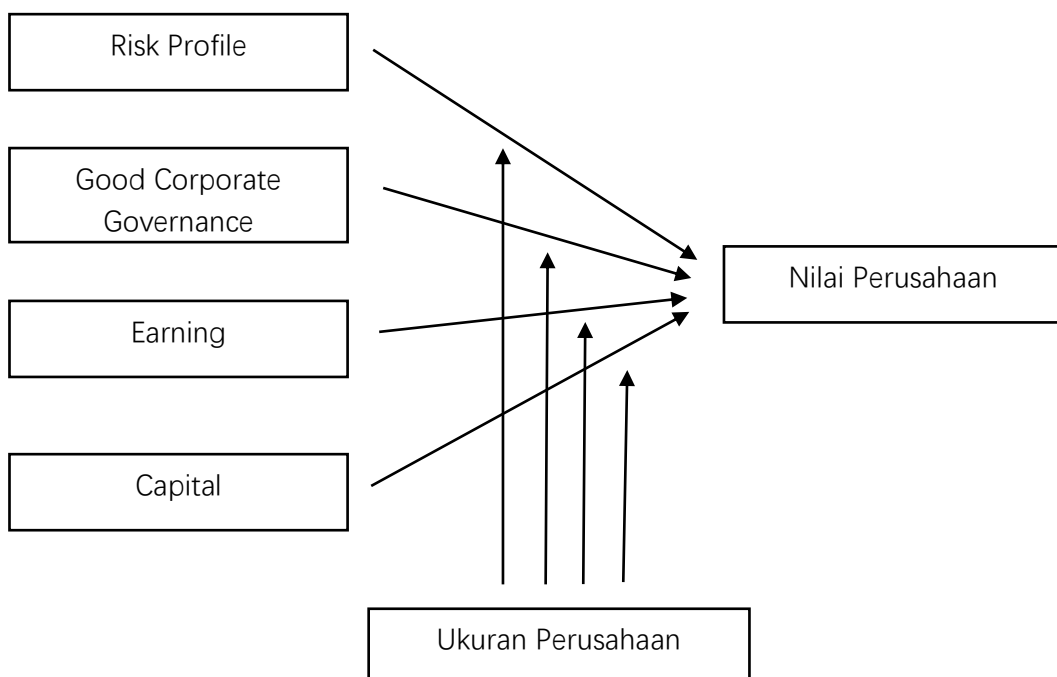 Risk Profile
Good Corporate
Governance
Nilai Perusahaan
Earning
Capital
Ukuran Perusahaan